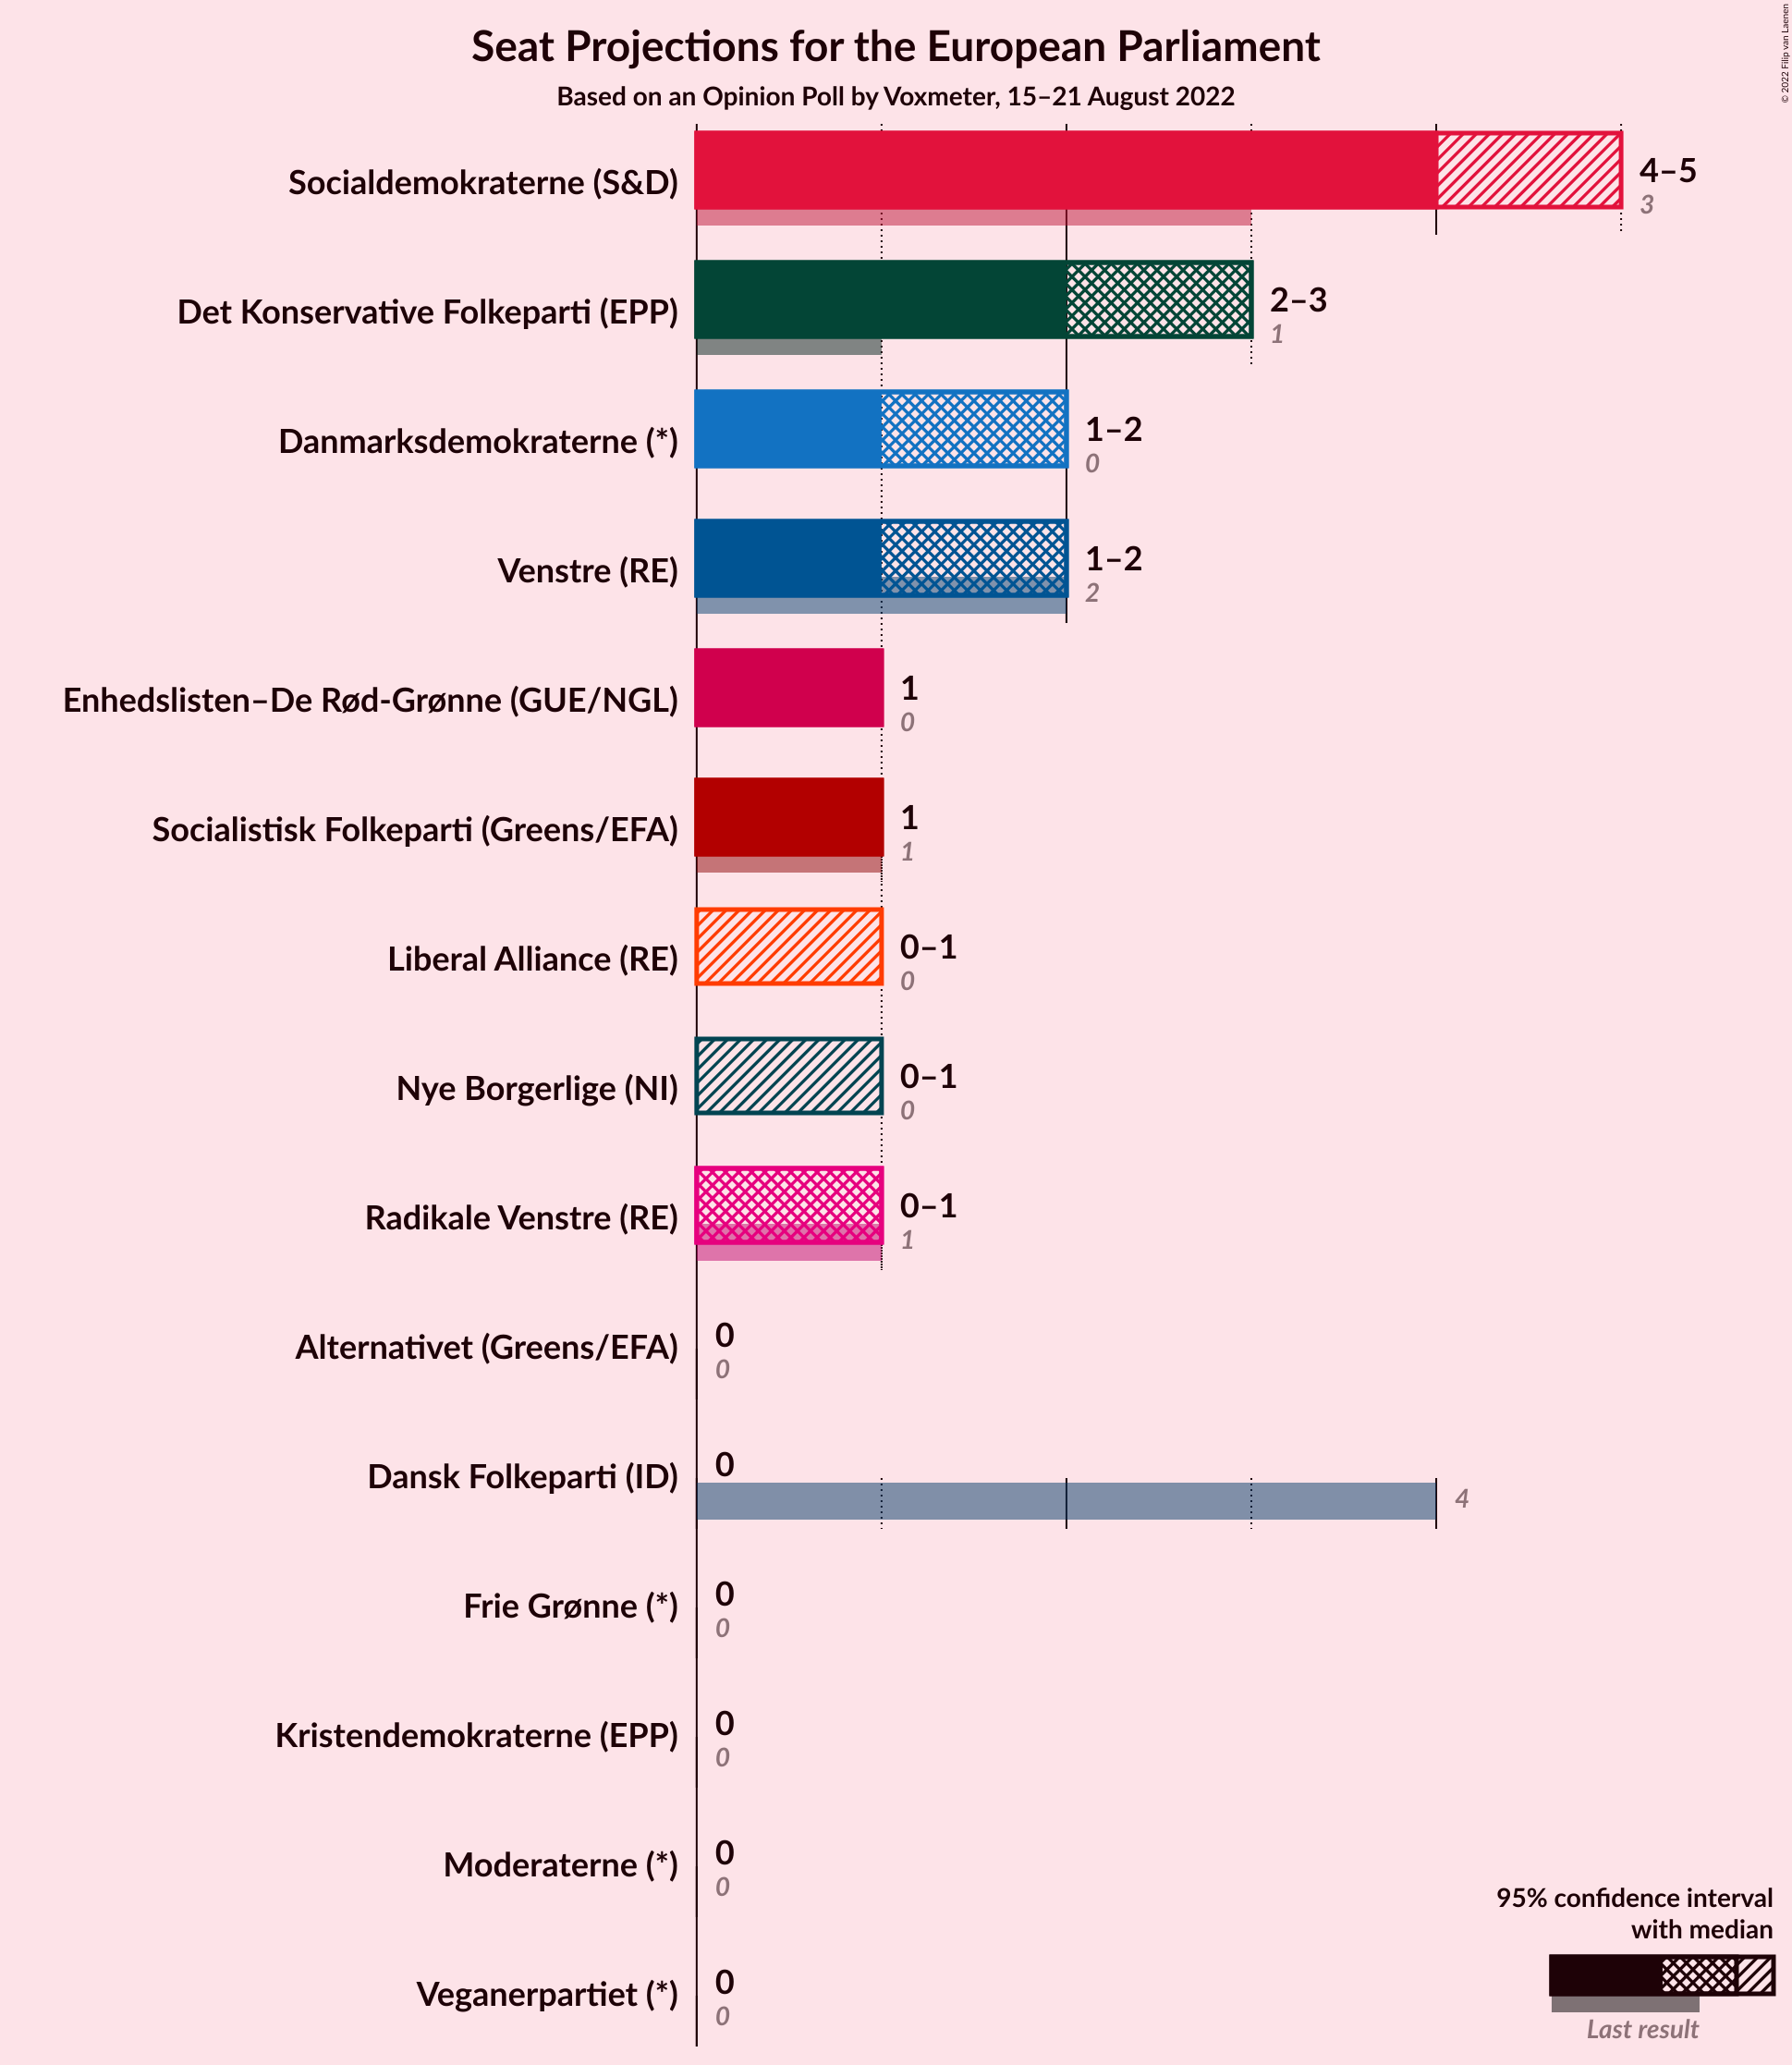 Seat Projections for the European Parliament
Based on an Opinion Poll by Voxmeter, 15–21 August 2022
© 2022 Filip van Laenen
Socialdemokraterne (S&D)
4–5
3
Det Konservative Folkeparti (EPP)
2–3
1
Danmarksdemokraterne (*)
1–2
0
Venstre (RE)
1–2
2
Enhedslisten–De Rød-Grønne (GUE/NGL)
1
0
Socialistisk Folkeparti (Greens/EFA)
1
1
Liberal Alliance (RE)
0–1
0
Nye Borgerlige (NI)
0–1
0
Radikale Venstre (RE)
0–1
1
Alternativet (Greens/EFA)
0
0
Dansk Folkeparti (ID)
0
4
Frie Grønne (*)
0
0
Kristendemokraterne (EPP)
0
0
Moderaterne (*)
0
0
Veganerpartiet (*)
0
0
95% confidence interval
with median
Last result